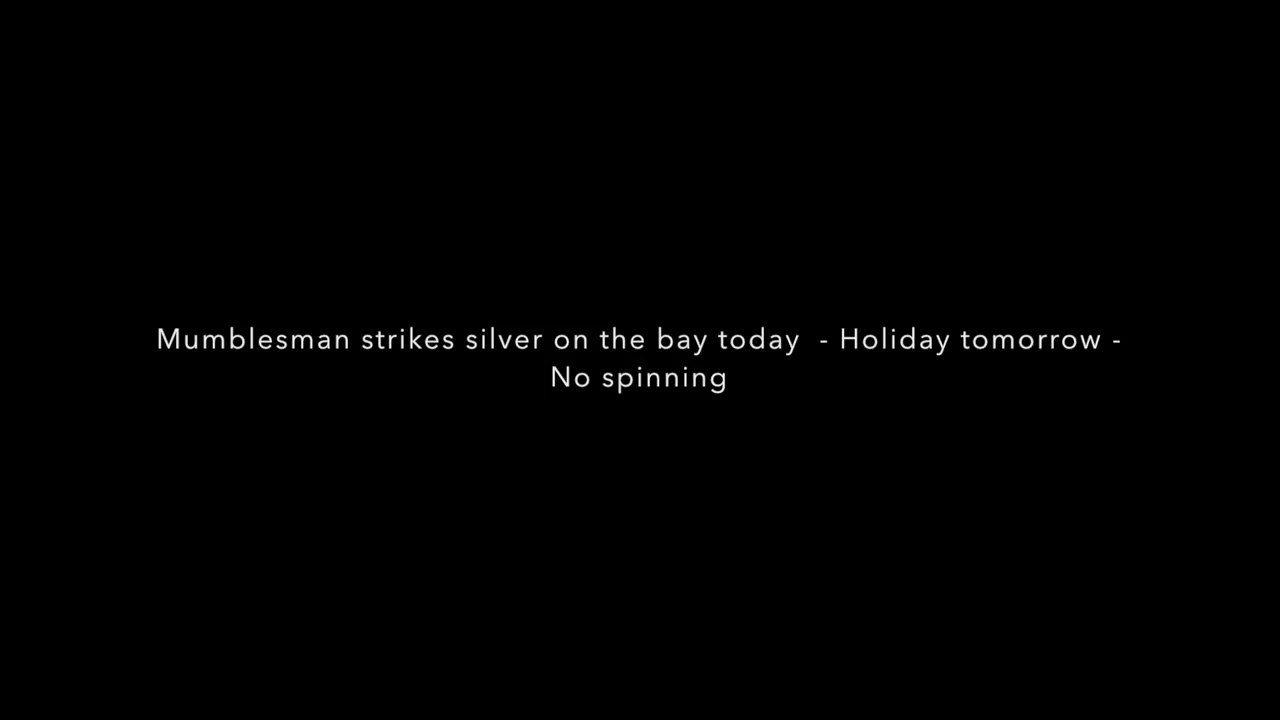 Mumblesman strikes silver on the bay today  - Holiday tomorrow -
No spinning